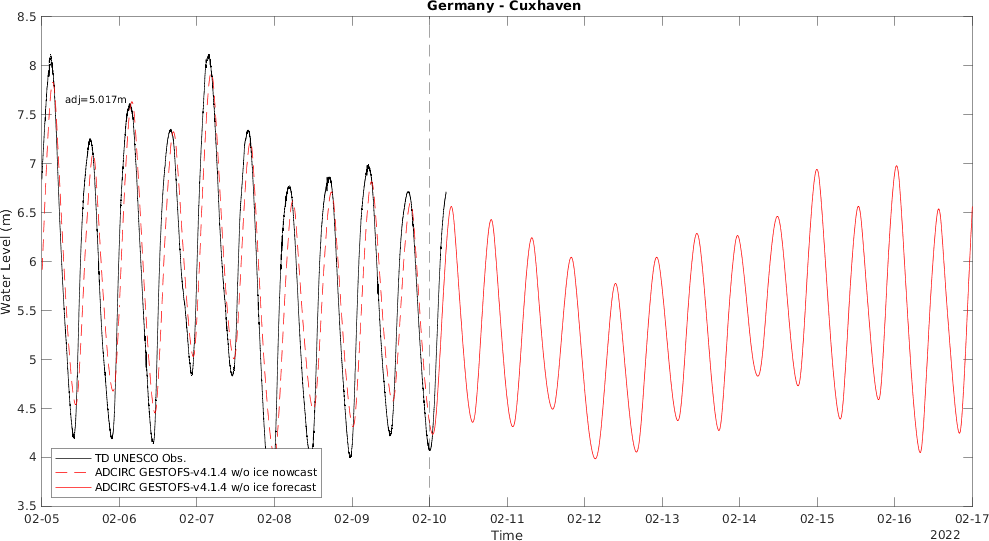 Germany - Cuxhaven
8.5
8
7.5
7
6.5
6
5.5
5
4.5
4
3.5
Water Level (m)
adj=5.017m
TD UNESCO Obs.
ADCIRC GESTOFS-v4.1.4 w/o ice nowcast
ADCIRC GESTOFS-v4.1.4 w/o ice forecast
02-05 02-06 02-07 02-08 02-09 02-10 02-11 02-12 02-13 02-14 02-15 02-16 02-17
Time
2022